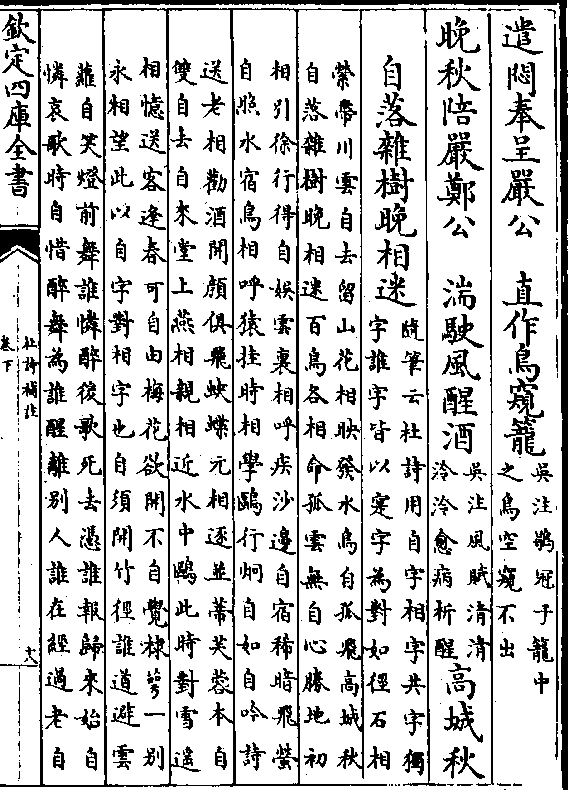 遣悶奉呈嚴公　直作鳥窺籠
吳注鶡冠子籠中
之鳥空窺不出
晚秋陪嚴鄭公　湍駛風醒酒
吳注風賦清清
泠泠愈病析酲
高城秋
自落雜樹晚相迷
隨筆云杜詩用自字相字共字獨
字誰字皆以寔字為對如徑石相
縈帶川雲自去留山花相映發水鳥自孤飛高城秋
自落雜樹晚相迷百鳥各相命孤雲無自心勝地初
相引徐行得自娛雲裏相呼疾沙邊自宿稀暗飛螢
自照水宿鳥相呼猿挂時相學鷗行炯自如自吟詩
送老相勸酒開顏俱飛蛺蝶元相逐並蔕芙蓉本自
雙自去自來堂上燕相親相近水中鷗此時對雪遙
相憶送客逢春可自由梅花欲開不自覺棣萼一别
永相望此以自字對相字也自須開竹徑誰道避雲
蘿自笑燈前舞誰憐醉後歌死去憑誰報歸來始自
憐哀歌時自惜醉舞為誰醒離別人誰在經過老自
欽定四庫全書
杜詩補註
卷下
十八